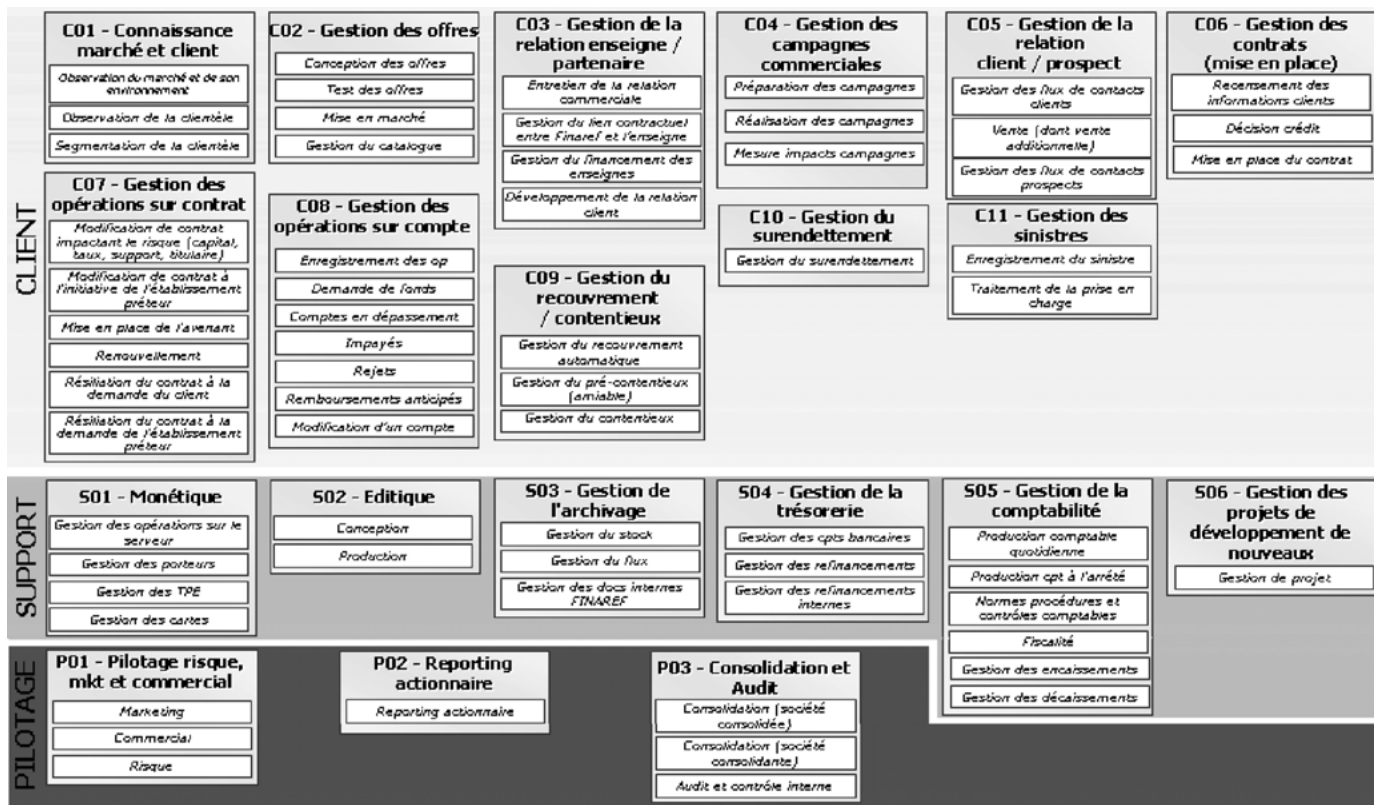 CLIENT
C01 - Connaissance
marché et client
Observation du marché et de son
environnement
Observation de la clientèle
Segmentation de la clientèle
C02 - Gestion des offres
Conception des offres
Test des offres
Mise en marché
Gestion du catalogue
C03 - Gestion de la
relation enseigne /
partenaire
Entretien de la relation
commerciale
Gestion du lien contractuel
entre Finaref et l'enseigne
Gestion du financement des
enseignes
Développement de la relation
client
C04 - Gestion des
campagnes
commerciales
Préparation des campagnes
Réalisation des campagnes
Mesure impacts campagnes
C05 - Gestion de la
relation
client / prospect
Gestion des flux de contacts
clients
Vente (dont vente
additionnelle)
Gestion des flux de contacts
prospects
C06 - Gestion des
contrats
(mise en place)
Recensement des
informations clients
Décision crédit
Mise en place du contrat
C07 - Gestion des
opérations sur contrat
Modification de contrat
impactant le risque (capital,
taux, support, titulaire)
Modification de contrat à
l'initiative de l'établissement
prêteur
Mise en place de l'avenant
Renouvellement
Résiliation du contrat à la
demande du client
Résiliation du contrat à la
demande de l'établissement
prêteur
C08 - Gestion des
opérations sur compte
Enregistrement des op
Demande de fonds
Comptes en dépassement
Impayés
Rejets
Remboursements anticipés
Modification d'un compte
C09 - Gestion du
recouvrement
/ contentieux
Gestion du recouvrement
automatique
Gestion du pré-contentieux
(amiable)
Gestion du contentieux
C10 - Gestion du
surendettement
Gestion du surendettement
C11 - Gestion des
sinistres
Enregistrement du sinistre
Traitement de la prise en
charge
SUPPORT
S01 - Monétique
Gestion des opérations sur le
serveur
Gestion des porteurs
Gestion des TPE
Gestion des cartes
S02 - Editique
Conception
Production
S03 - Gestion de
l'archivage
Gestion du stock
Gestion du flux
Gestion des docs internes
FINAREF
S04 - Gestion de la
trésorerie
Gestion des cpts bancaires
Gestion des refinancements
Gestion des refinancements
internes
S05 - Gestion de la
comptabilité
Production comptable
quotidienne
Production cpt à l'arrêté
Normes procédures et
contrôles comptables
Fiscalité
Gestion des encaissements
Gestion des décaissements
S06 - Gestion des
projets de
développement de
nouveaux
Gestion de projet
PILOTAGE
P01 - Pilotage risque,
mkt et commercial
Marketing
Commercial
Risque
P02 - Reporting
actionnaire
Reporting actionnaire
P03 - Consolidation et
Audit
Consolidation (société
consolidée)
Consolidation (société
consolidante)
Audit et contrôle interne